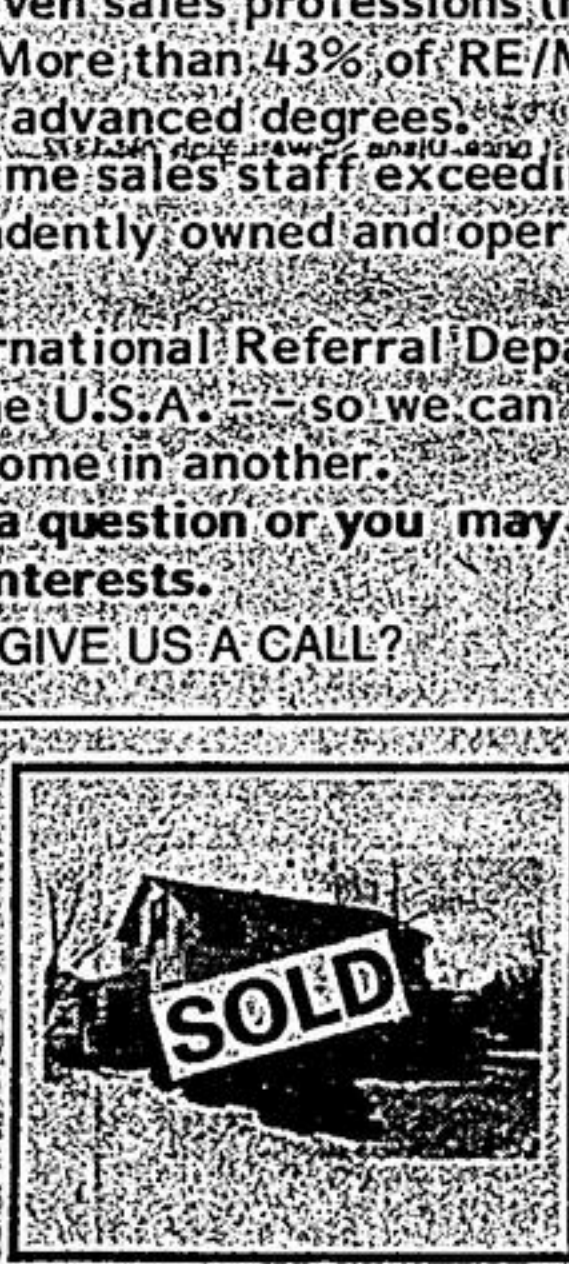 ven sales professions (
More than 43% of RE/M
advanced degrees.
me sales staff exceedi
dently owned and oper
rnational Referral Depa
e U.S.A. - - so we can
ome in another.
a question or you may
nterests.
GIVE US A CALL?
SOLD